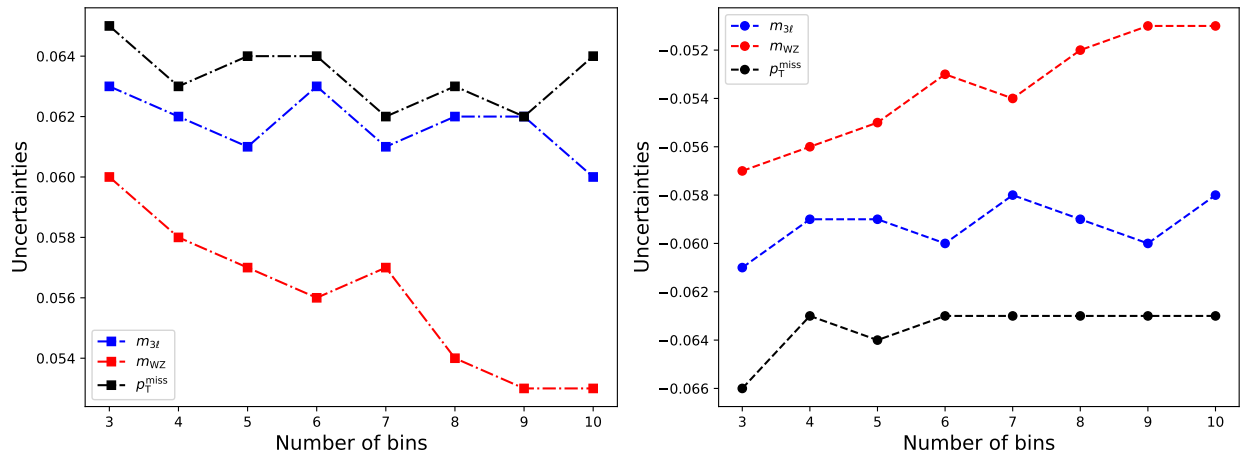 0.064
0.062
0.060
0.058
0.056
0.054
Uncertainties
m3ℓ
mWZ
pTmiss
3 4 5 6 7 8 9 10
Number of bins
−0.052
−0.054
−0.056
−0.058
−0.060
−0.062
−0.064
−0.066
Uncertainties
m3ℓ
mWZ
pTmiss
3 4 5 6 7 8 9 10
Number of bins